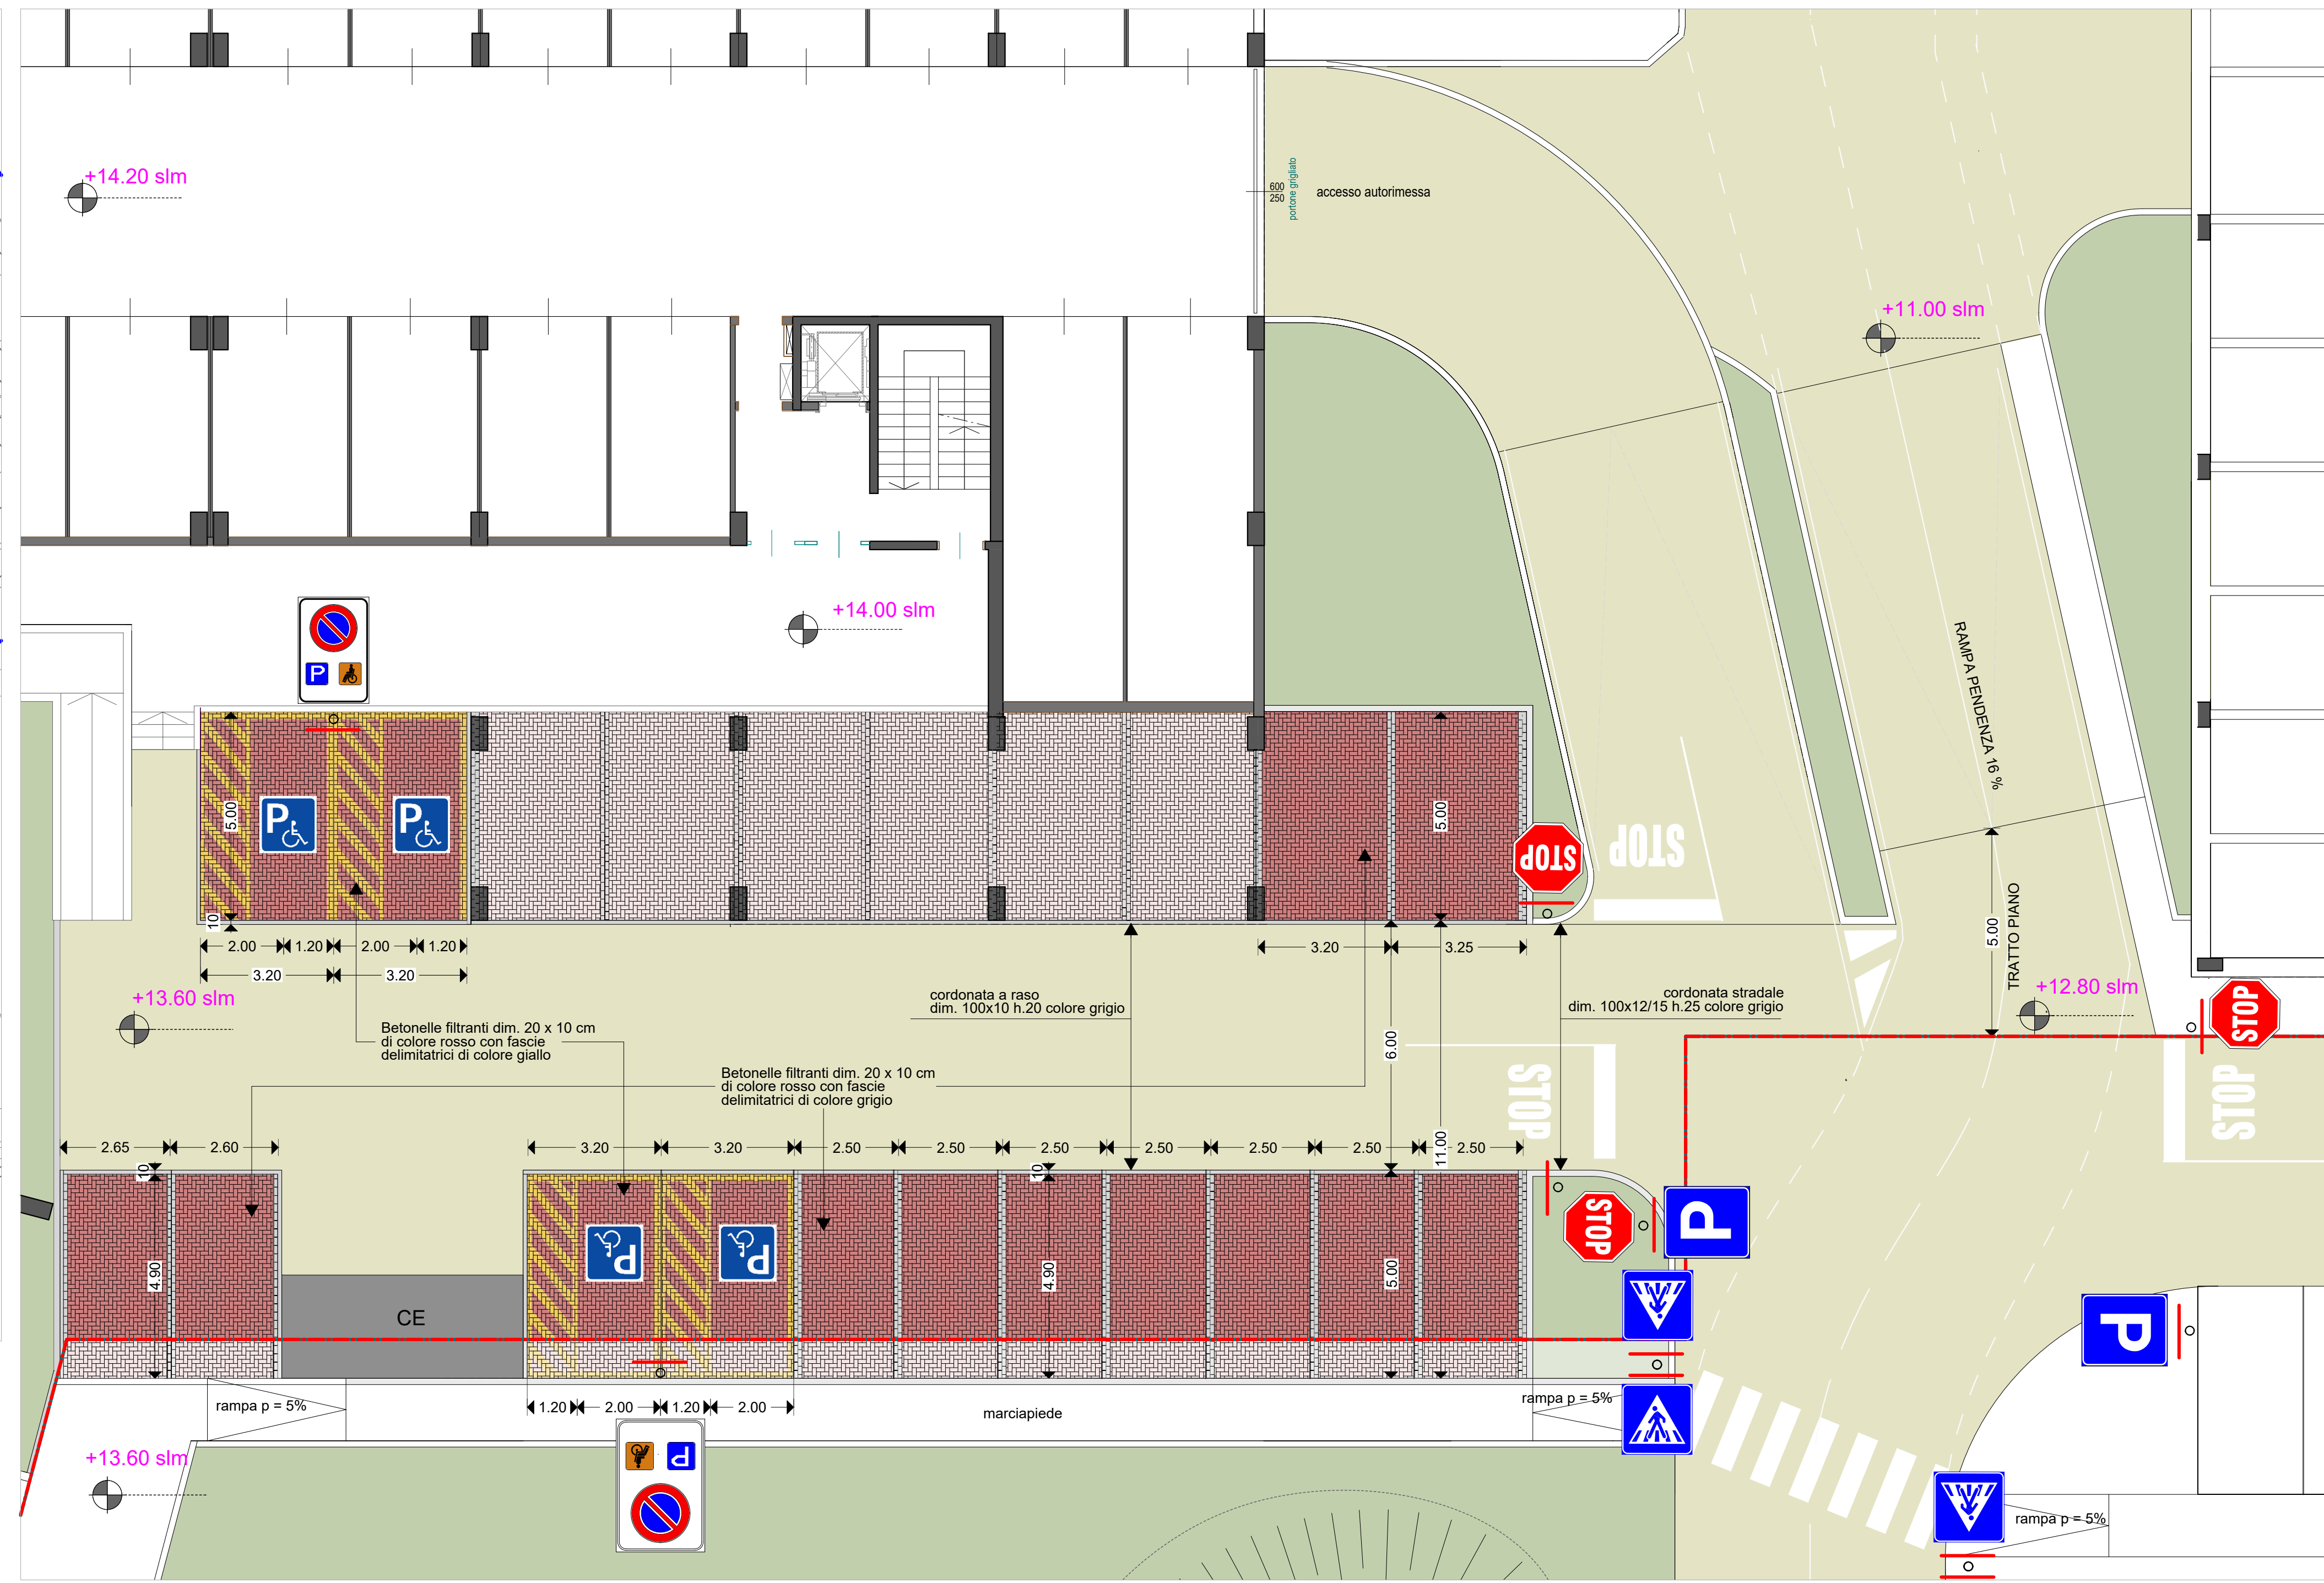 +14.20 slm
600
250
portone grigliato
accesso autorimessa
+11.00 slm
+14.00 slm
P
RAMPA PENDENZA 16 %
P
P
5.00
10
5.00
STOP
STOP
2.00
1.20
2.00
1.20
3.20
3.20
3.20
3.25
5.00
TRATTO PIANO
+13.60 slm
+12.80 slm
cordonata a raso
dim. 100x10 h.20 colore grigio
cordonata stradale
dim. 100x12/15 h.25 colore grigio
STOP
Betonelle filtranti dim. 20 x 10 cm
di colore rosso con fascie
delimitatrici di colore giallo
6.00
Betonelle filtranti dim. 20 x 10 cm
di colore rosso con fascie
delimitatrici di colore grigio
STOP
STOP
2.65
2.60
3.20
3.20
2.50
2.50
2.50
2.50
2.50
2.50
11.00
2.50
10
10
4.90
P
P
4.90
5.00
STOP
P
CE
P
rampa p = 5%
1.20
2.00
1.20
2.00
marciapiede
rampa p = 5%
+13.60 slm
P
rampa p = 5%